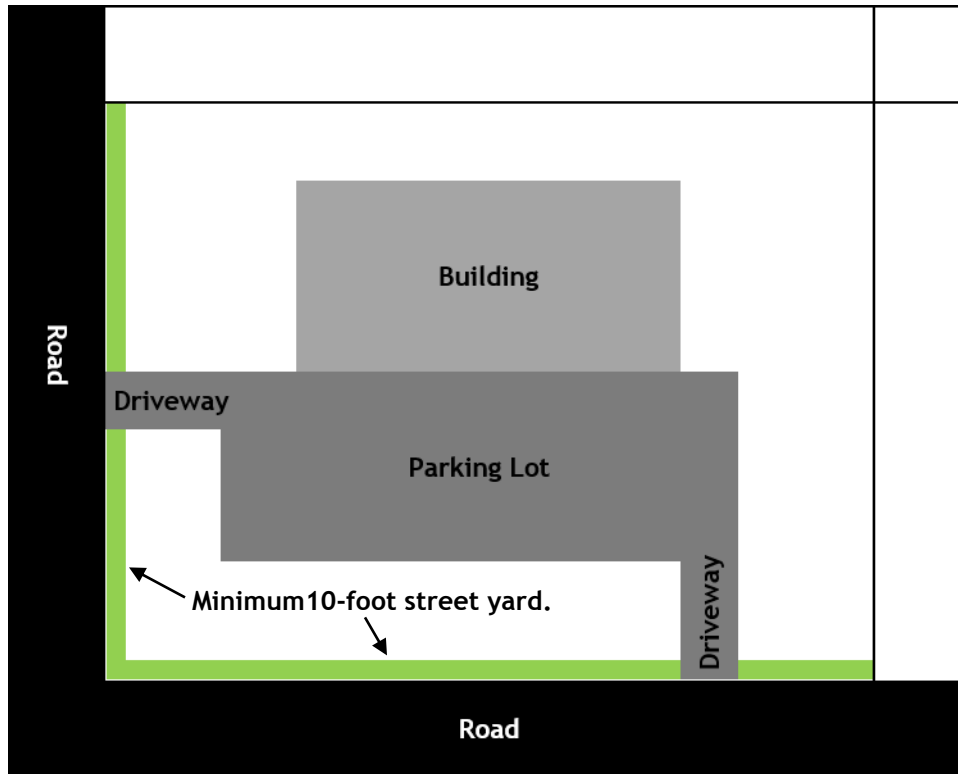 Building
Road
Driveway
Parking Lot
Minimum10-foot street yard.
Driveway
Road